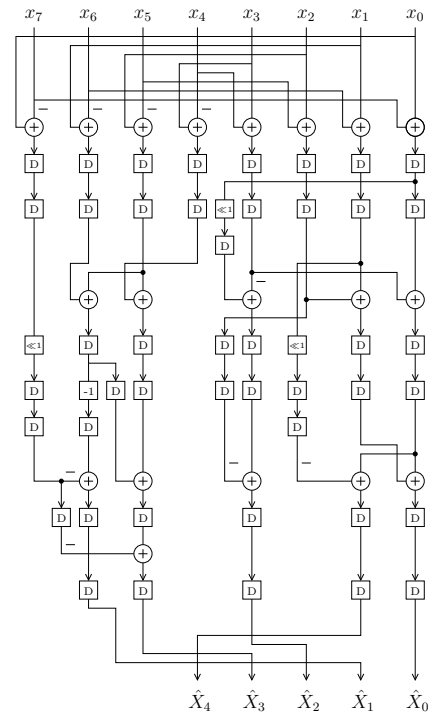 x₇ x₆ x₅ x₄ x₃ x₂ x₁ x₀
− − − −
+ + + + + + + +
D D D D D D D D
D D D D ≪1 D D D D
D
−
+ + + + + +
≪1 D D D D ≪1 D D
D -1 D D D D D D D
D D D
− − −
+ + + + +
D D D D D D
−
+
D D D D D
X̂₄ X̂₃ X̂₂ X̂₁ X̂₀